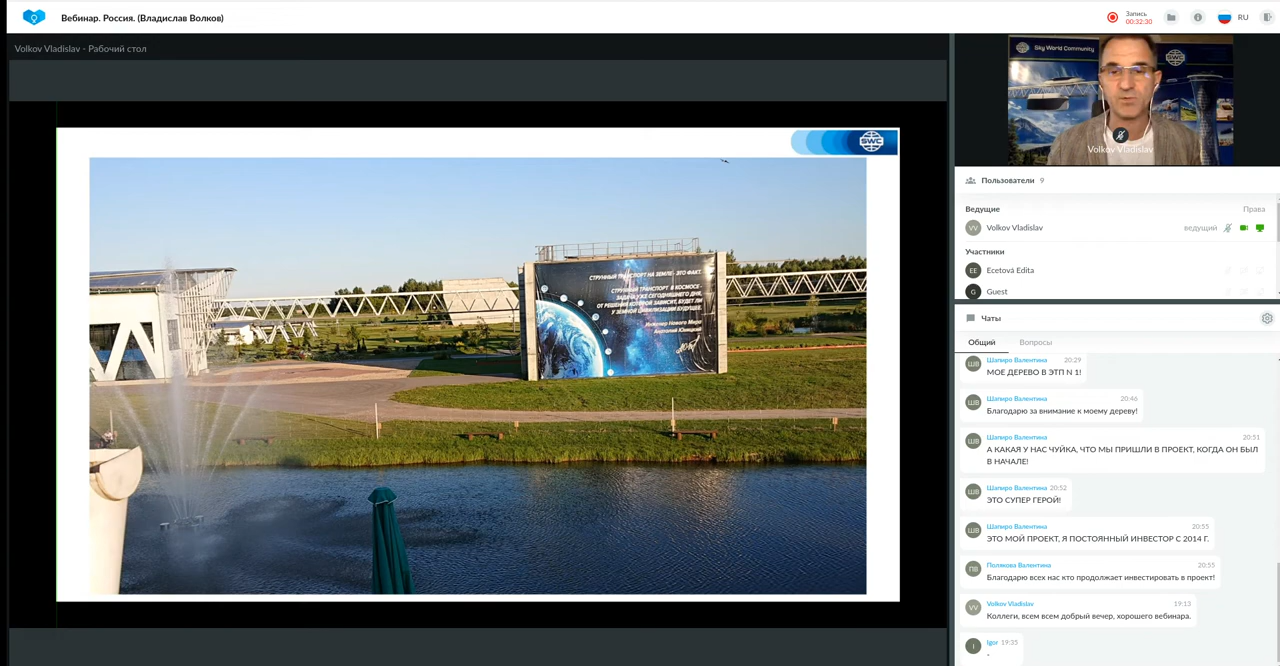 Вебинар. Россия. (Владислав Волков)
Запись
00:32:30
RU
Volkov Vladislav - Рабочий стол
SWC
СТРУННЫЙ ТРАНСПОРТ НА ЗЕМЛЕ - ЭТО ФАКТ.
СТРУННЫЙ ТРАНСПОРТ В КОСМОСЕ -
ЗАДАЧА УЖЕ СЕГОДНЯШНЕГО ДНЯ,
ОТ РЕШЕНИЯ КОТОРОЙ ЗАВИСИТ, БУДЕТ ЛИ
У ЗЕМНОЙ ЦИВИЛИЗАЦИИ БУДУЩЕЕ.
Инженер Нового Мира
Анатолий Юницкий
Sky World Community
SWC
Volkov Vladislav
Пользователи 9
Ведущие Права
VV Volkov Vladislav ведущий
Участники
EE Ecetová Edita
G Guest
Чаты
Общий Вопросы
ШВ Шапиро Валентина 20:29
МОЕ ДЕРЕВО В ЭТП N 1!
ШВ Шапиро Валентина 20:46
Благодарю за внимание к моему дереву!
ШВ Шапиро Валентина 20:51
А КАКАЯ У НАС ЧУЙКА, ЧТО МЫ ПРИШЛИ В ПРОЕКТ, КОГДА ОН БЫЛ
В НАЧАЛЕ!
ШВ Шапиро Валентина 20:52
ЭТО СУПЕР ГЕРОЙ!
ШВ Шапиро Валентина 20:55
ЭТО МОЙ ПРОЕКТ, Я ПОСТОЯННЫЙ ИНВЕСТОР С 2014 Г.
ПВ Полякова Валентина 20:55
Благодарю всех нас кто продолжает инвестировать в проект!
VV Volkov Vladislav 19:13
Коллеги, всем всем добрый вечер, хорошего вебинара.
I Igor 19:35
-